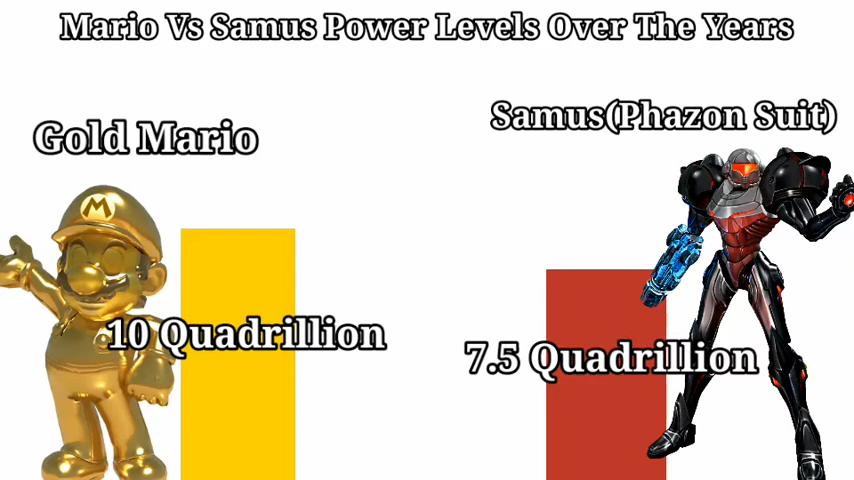 Mario Vs Samus Power Levels Over The Years
Gold Mario
Samus(Phazon Suit)
M
10 Quadrillion
7.5 Quadrillion